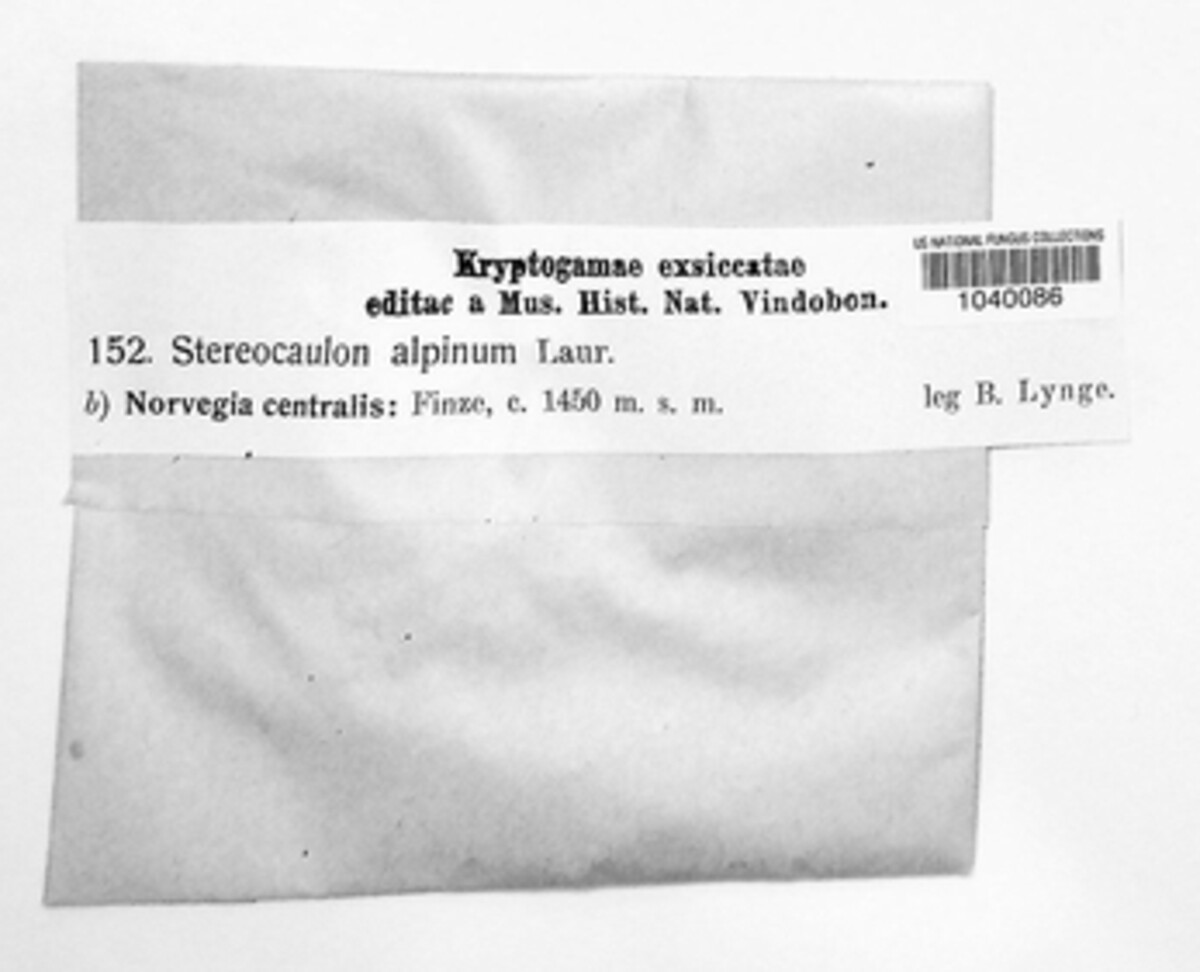 Kryptogamae exsiccatae
editae a Mus. Hist. Nat. Vindobon.
US NATIONAL FUNGUS COLLECTIONS
1040086
152. Stereocaulon alpinum Laur.
b) Norvegia centralis: Finze, c. 1450 m. s. m.
leg B. Lynge.